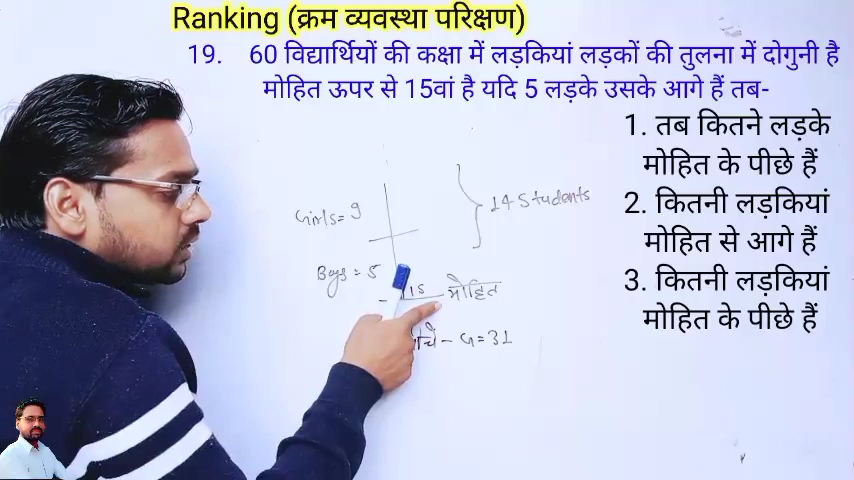 Ranking (क्रम व्यवस्था परिक्षण)
19. 60 विद्यार्थियों की कक्षा में लड़कियां लड़कों की तुलना में दोगुनी है
मोहित ऊपर से 15वां है यदि 5 लड़के उसके आगे हैं तब-
1. तब कितने लड़के
मोहित के पीछे हैं
2. कितनी लड़कियां
मोहित से आगे हैं
3. कितनी लड़कियां
मोहित के पीछे हैं
Girls = 9
14 Students
Boys = 5
15 मोहित
G = 31